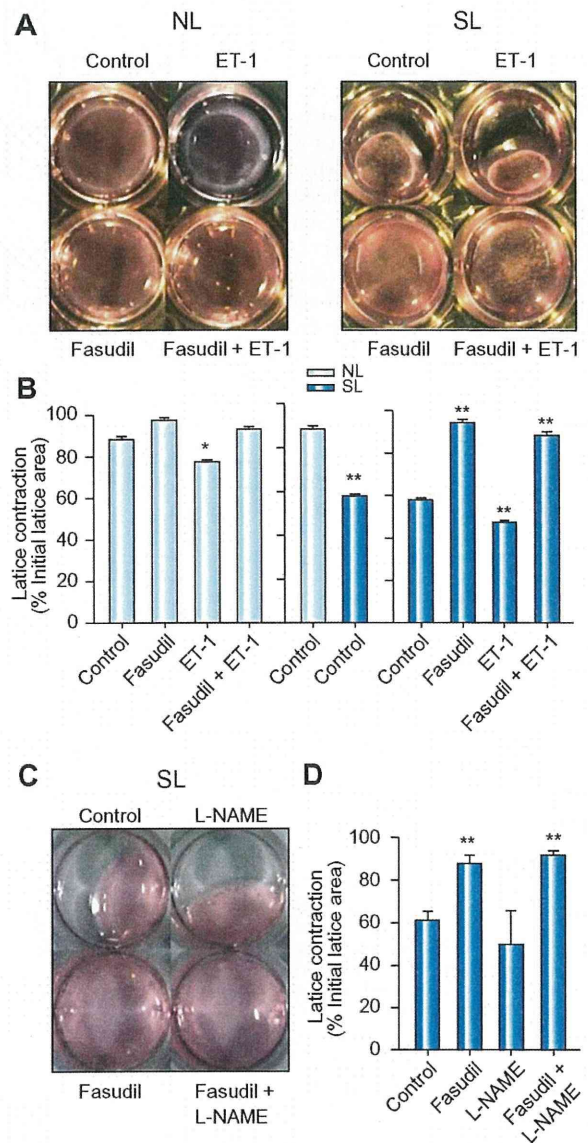 A
NL
SL
Control ET-1
Control ET-1
Fasudil Fasudil + ET-1
Fasudil Fasudil + ET-1
B
NL
SL
Latice contraction
(% Initial lattice area)
100
80
60
40
20
0
*
**
**
**
**
Control Fasudil ET-1 Fasudil + ET-1
Control Control
Control Fasudil ET-1 Fasudil + ET-1
C
SL
Control L-NAME
Fasudil Fasudil +
L-NAME
D
Latice contraction
(% Initial lattice area)
100
80
60
40
20
0
**
**
Control Fasudil L-NAME Fasudil +
L-NAME